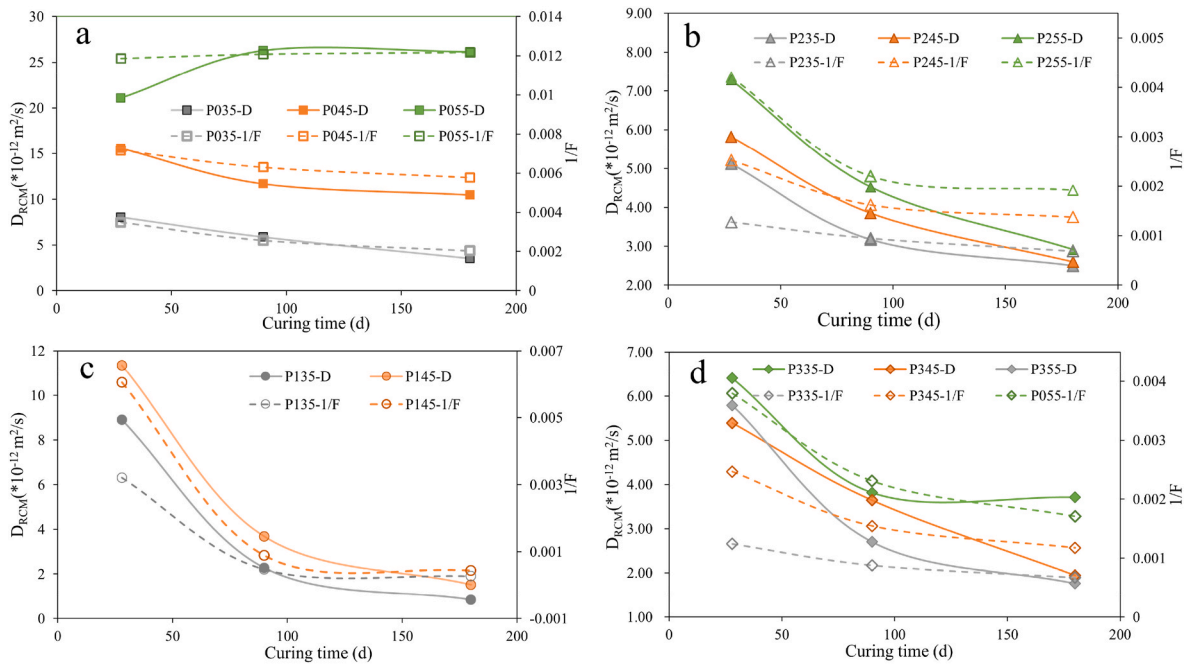 a
30
25
20
15
10
5
0
D_RCM(*10⁻¹² m²/s)
0.014
0.012
0.010
0.008
0.006
0.004
0.002
0
1/F
P035-D P045-D P055-D
P035-1/F P045-1/F P055-1/F
0 50 100 150 200
Curing time (d)
b
9.00
8.00
7.00
6.00
5.00
4.00
3.00
2.00
D_RCM(*10⁻¹² m²/s)
0.005
0.004
0.003
0.002
0.001
0
1/F
P235-D P245-D P255-D
P235-1/F P245-1/F P255-1/F
0 50 100 150 200
Curing time (d)
c
12
10
8
6
4
2
0
D_RCM(*10⁻¹² m²/s)
0.007
0.005
0.003
0.001
-0.001
1/F
P135-D P145-D
P135-1/F P145-1/F
0 50 100 150 200
Curing time (d)
d
7.00
6.00
5.00
4.00
3.00
2.00
1.00
D_RCM(*10⁻¹² m²/s)
0.004
0.003
0.002
0.001
0
1/F
P335-D P345-D P355-D
P335-1/F P345-1/F P055-1/F
0 50 100 150 200
Curing time (d)